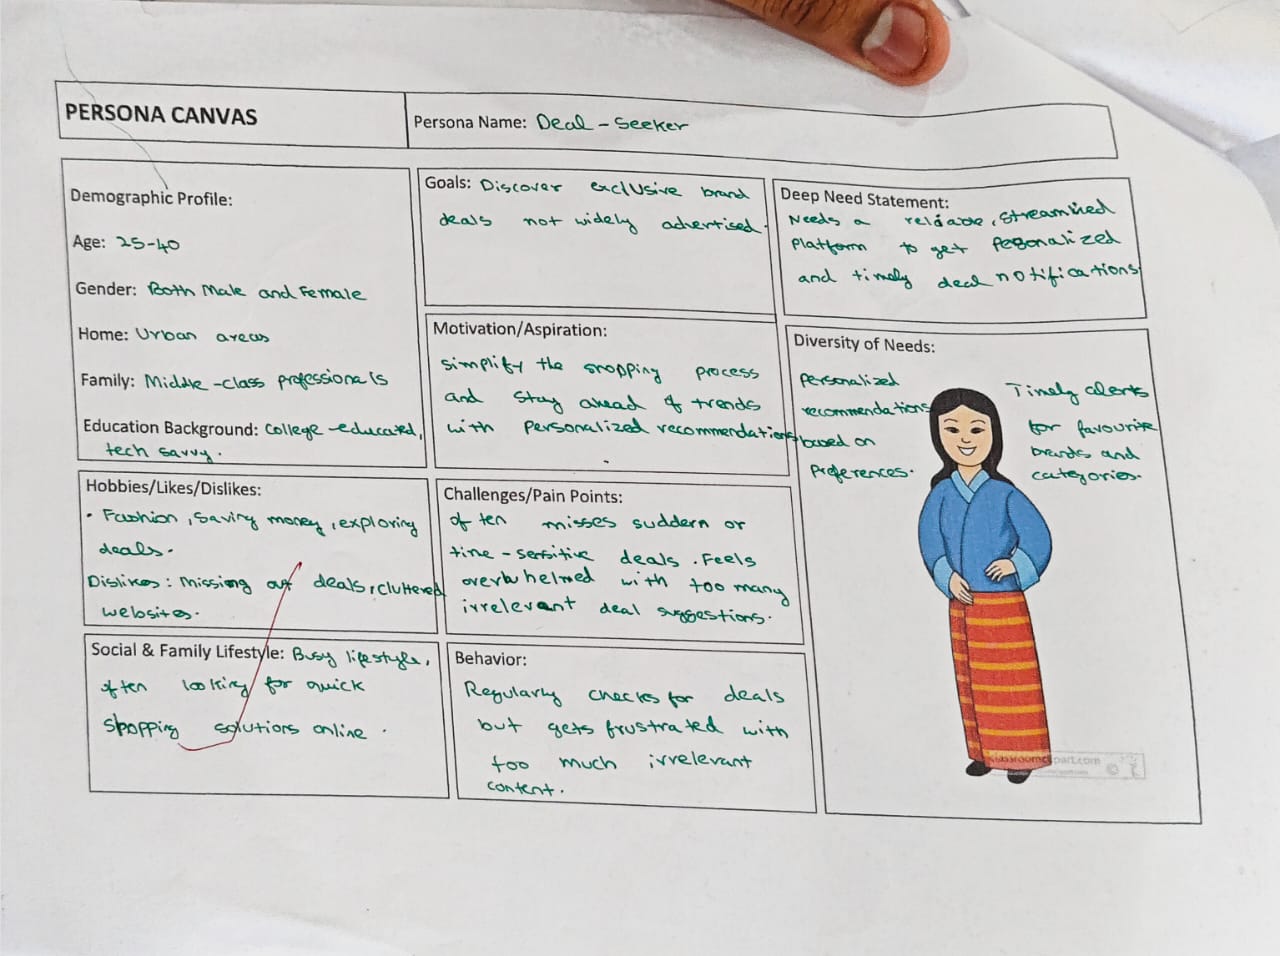 PERSONA CANVAS
Persona Name: Deal - Seeker
Demographic Profile:
Age: 25-40
Gender: Both Male and Female
Home: Urban areas
Family: Middle-class professionals
Education Background: College-educated,
tech savvy.
Hobbies/Likes/Dislikes:
• Fashion, Saving money, exploring
deals.
Dislikes: Missing out deals, cluttered
websites.
Social & Family Lifestyle: Busy lifestyle,
often looking for quick
shopping solutions online.
Goals: Discover exclusive brand
deals not widely advertised.
Motivation/Aspiration:
simplify the shopping process
and stay ahead of trends
with personalized recommendations
Challenges/Pain Points:
often misses suddern or
time-sensitive deals. Feels
overwhelmed with too many
irrelevant deal suggestions.
Behavior:
Regularly checks for deals
but gets frustrated with
too much irrelevant
content.
Deep Need Statement:
Needs a reliable, streamlined
platform to get pesonalized
and timely deal notifications
Diversity of Needs:
personalized
recommendations
based on
preferences.
Timely alerts
for favourite
brands and
categories.
©